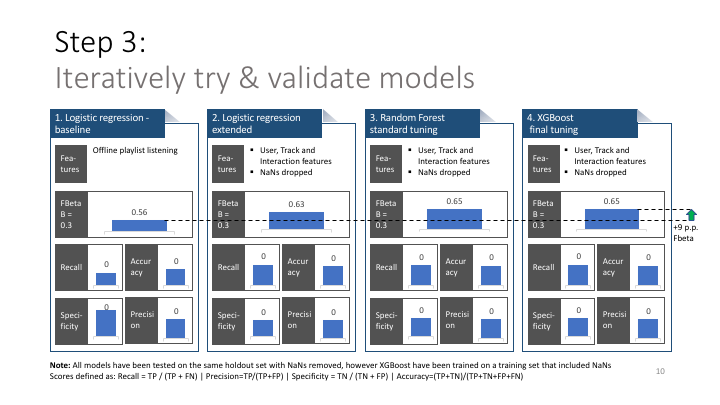 Step 3:
Iteratively try & validate models
1. Logistic regression -
baseline
Fea-
tures
Offline playlist listening
FBeta
B =
0.3
0.56
Recall
0
Accur
acy
0
Speci-
ficity
0
Precisi
on
0
2. Logistic regression
extended
Fea-
tures
▪ User, Track and
Interaction features
▪ NaNs dropped
FBeta
B =
0.3
0.63
Recall
0
Accur
acy
0
Speci-
ficity
0
Precisi
on
0
3. Random Forest
standard tuning
Fea-
tures
▪ User, Track and
Interaction features
▪ NaNs dropped
FBeta
B =
0.3
0.65
Recall
0
Accur
acy
0
Speci-
ficity
0
Precisi
on
0
4. XGBoost
final tuning
Fea-
tures
▪ User, Track and
Interaction features
▪ NaNs dropped
FBeta
B =
0.3
0.65
+9 p.p.
Fbeta
Recall
0
Accur
acy
0
Speci-
ficity
0
Precisi
on
0
Note: All models have been tested on the same holdout set with NaNs removed, however XGBoost have been trained on a training set that included NaNs
Scores defined as: Recall = TP / (TP + FN) | Precision=TP/(TP+FP) | Specificity = TN / (TN + FP) | Accuracy=(TP+TN)/(TP+TN+FP+FN)
10